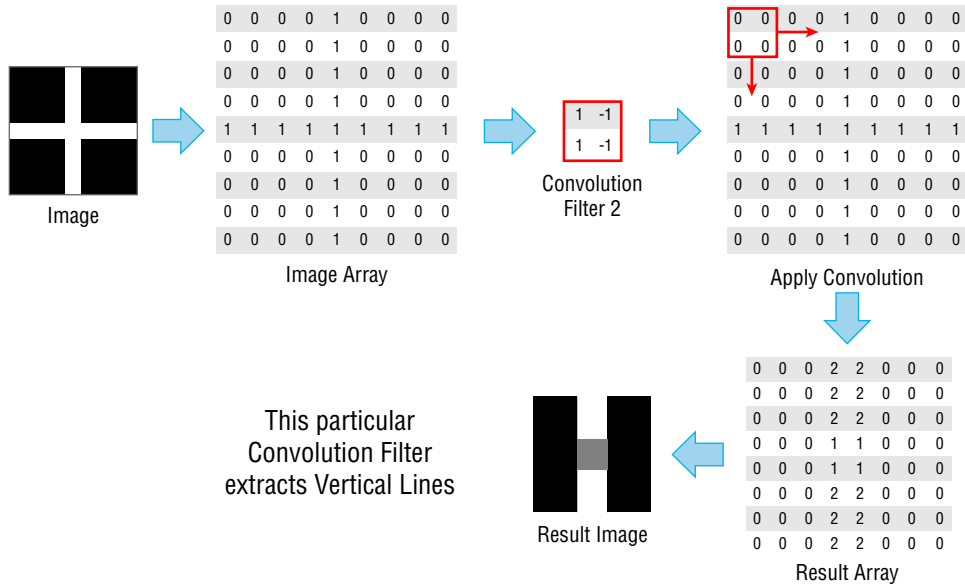 0 0 0 0 1 0 0 0 0
0 0 0 0 1 0 0 0 0
0 0 0 0 1 0 0 0 0
0 0 0 0 1 0 0 0 0
1 1 1 1 1 1 1 1 1
0 0 0 0 1 0 0 0 0
0 0 0 0 1 0 0 0 0
0 0 0 0 1 0 0 0 0
0 0 0 0 1 0 0 0 0
Image
Image Array
1 -1
1 -1
Convolution
Filter 2
0 0 0 0 1 0 0 0 0
0 0 0 0 1 0 0 0 0
0 0 0 0 1 0 0 0 0
0 0 0 0 1 0 0 0 0
1 1 1 1 1 1 1 1 1
0 0 0 0 1 0 0 0 0
0 0 0 0 1 0 0 0 0
0 0 0 0 1 0 0 0 0
0 0 0 0 1 0 0 0 0
Apply Convolution
0 0 0 2 2 0 0 0
0 0 0 2 2 0 0 0
0 0 0 2 2 0 0 0
0 0 0 1 1 0 0 0
0 0 0 1 1 0 0 0
0 0 0 2 2 0 0 0
0 0 0 2 2 0 0 0
0 0 0 2 2 0 0 0
Result Array
Result Image
This particular
Convolution Filter
extracts Vertical Lines